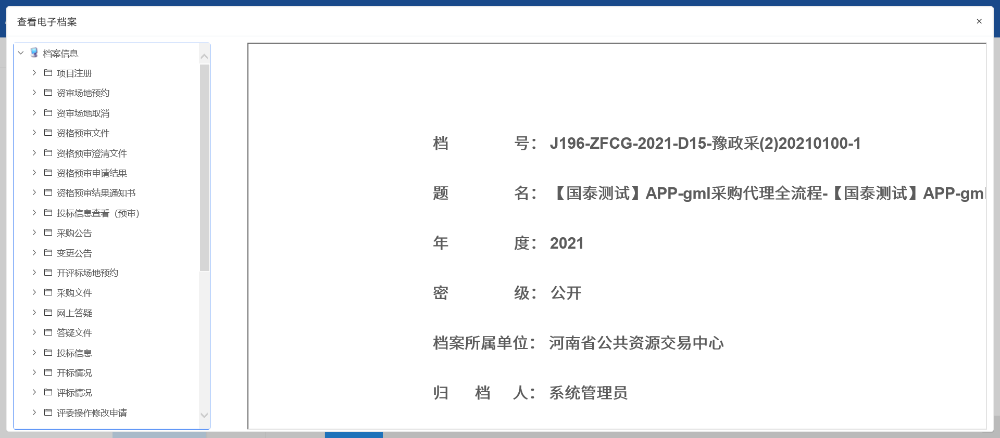 查看电子档案
×
档案信息
项目注册
资审场地预约
资审场地取消
资格预审文件
资格预审澄清文件
资格预审申请结果
资格预审结果通知书
投标信息查看（预审）
采购公告
变更公告
开评标场地预约
采购文件
网上答疑
答疑文件
投标信息
开标情况
评标情况
评委操作修改申请
档 号： J196-ZFCG-2021-D15-豫政采(2)20210100-1
题 名： 【国泰测试】APP-gml采购代理全流程-【国泰测试】APP-gml
年 度： 2021
密 级： 公开
档案所属单位： 河南省公共资源交易中心
归 档 人： 系统管理员